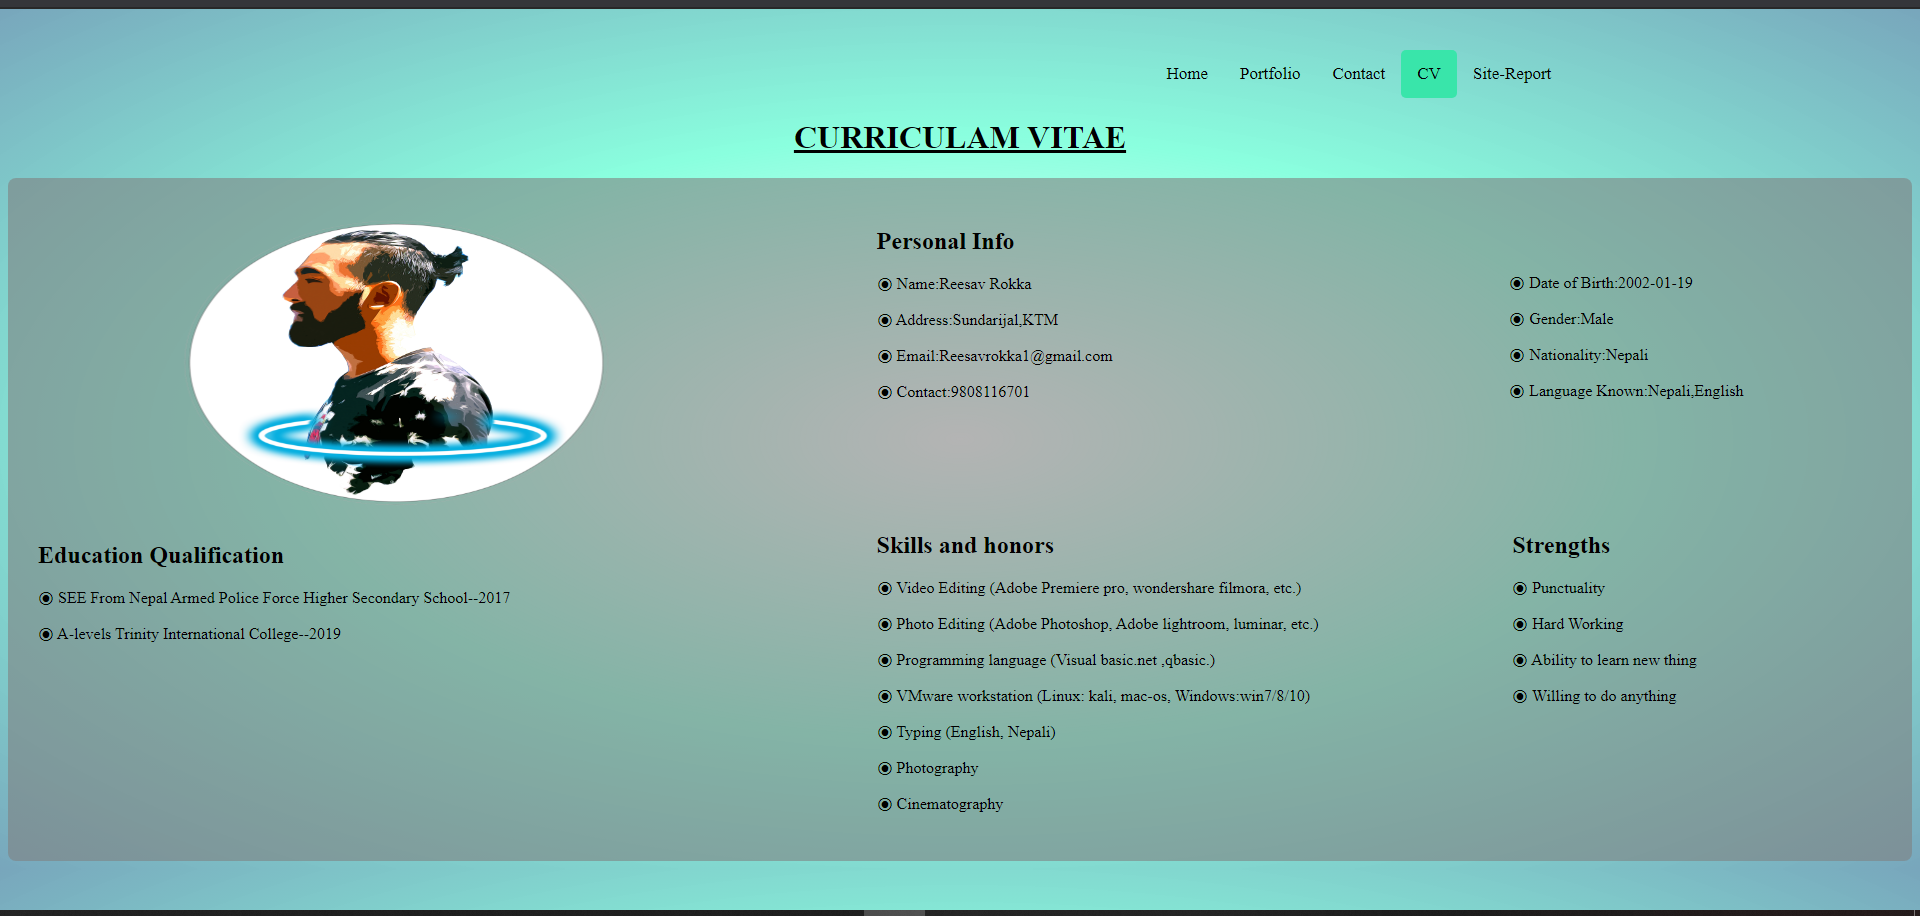 Home Portfolio Contact CV Site-Report
CURRICULAM VITAE
Personal Info
◉ Name:Reesav Rokka
◉ Address:Sundarijal,KTM
◉ Email:Reesavrokka1@gmail.com
◉ Contact:9808116701
◉ Date of Birth:2002-01-19
◉ Gender:Male
◉ Nationality:Nepali
◉ Language Known:Nepali,English
Education Qualification
◉ SEE From Nepal Armed Police Force Higher Secondary School--2017
◉ A-levels Trinity International College--2019
Skills and honors
◉ Video Editing (Adobe Premiere pro, wondershare filmora, etc.)
◉ Photo Editing (Adobe Photoshop, Adobe lightroom, luminar, etc.)
◉ Programming language (Visual basic.net ,qbasic.)
◉ VMware workstation (Linux: kali, mac-os, Windows:win7/8/10)
◉ Typing (English, Nepali)
◉ Photography
◉ Cinematography
Strengths
◉ Punctuality
◉ Hard Working
◉ Ability to learn new thing
◉ Willing to do anything